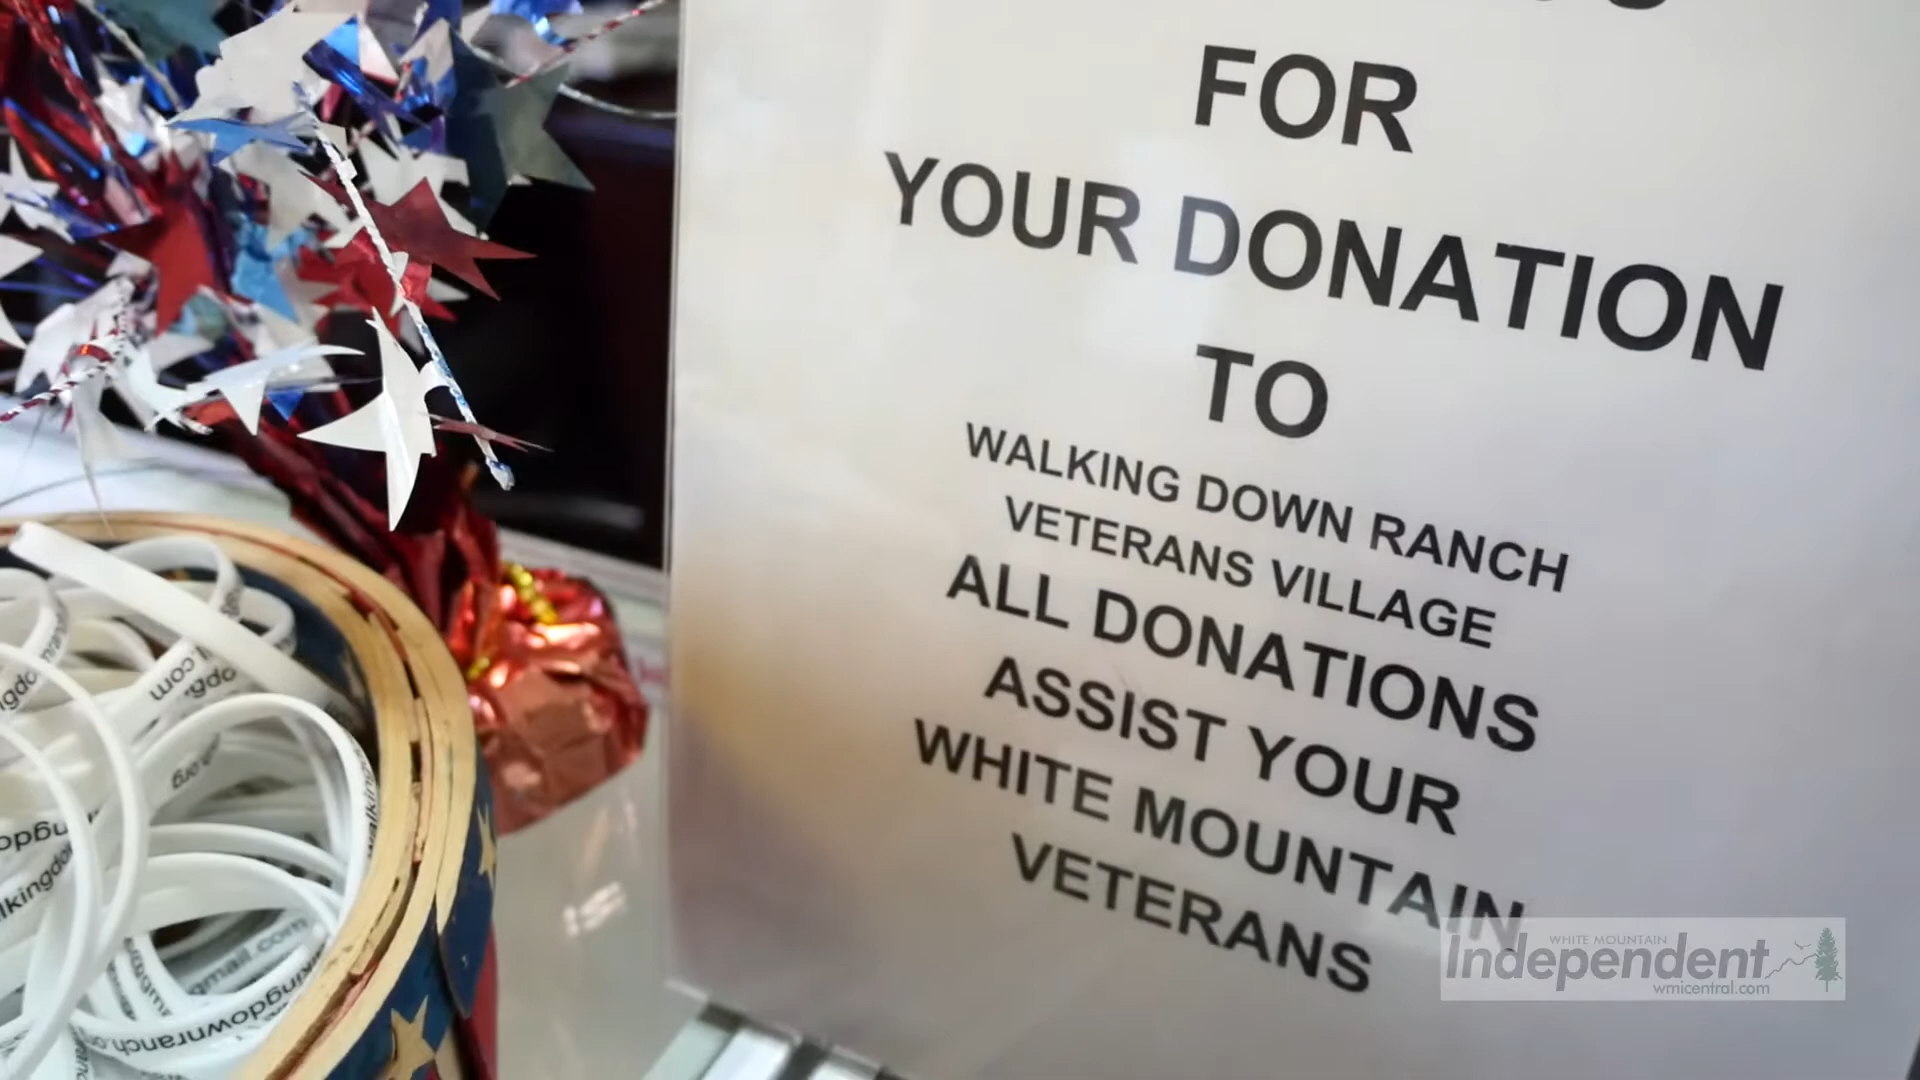 FOR
YOUR DONATION
TO
WALKING DOWN RANCH
VETERANS VILLAGE
ALL DONATIONS
ASSIST YOUR
WHITE MOUNTAIN
VETERANS
WHITE MOUNTAIN
Independent
wmicentral.com